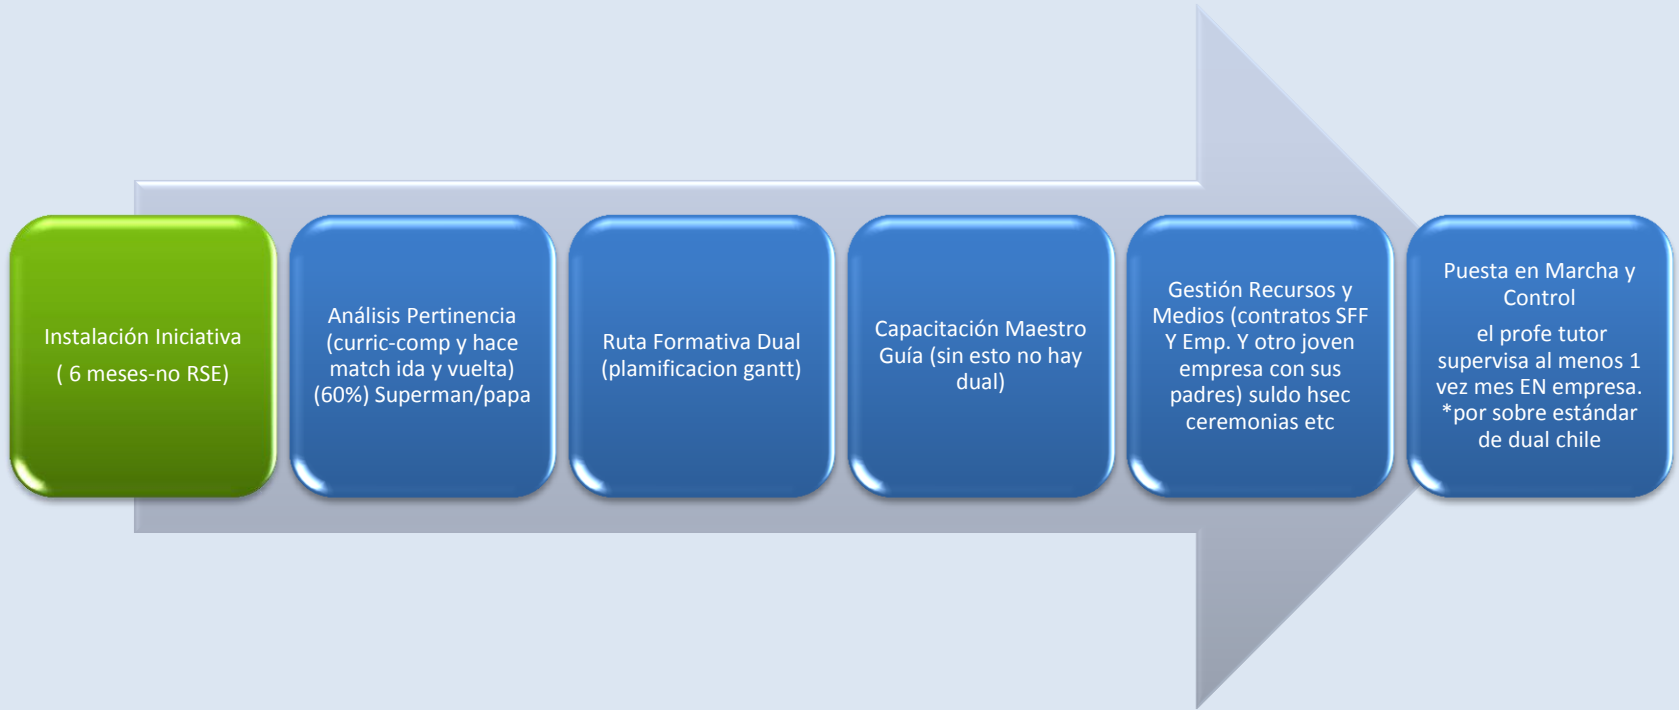 Instalación Iniciativa
( 6 meses-no RSE)
Análisis Pertinencia
(curric-comp y hace
match ida y vuelta)
(60%) Superman/papa
Ruta Formativa Dual
(plamificacion gantt)
Capacitación Maestro
Guía (sin esto no hay
dual)
Gestión Recursos y
Medios (contratos SFF
Y Emp. Y otro joven
empresa con sus
padres) suldo hsec
ceremonias etc
Puesta en Marcha y
Control
el profe tutor
supervisa al menos 1
vez mes EN empresa.
*por sobre estándar
de dual chile